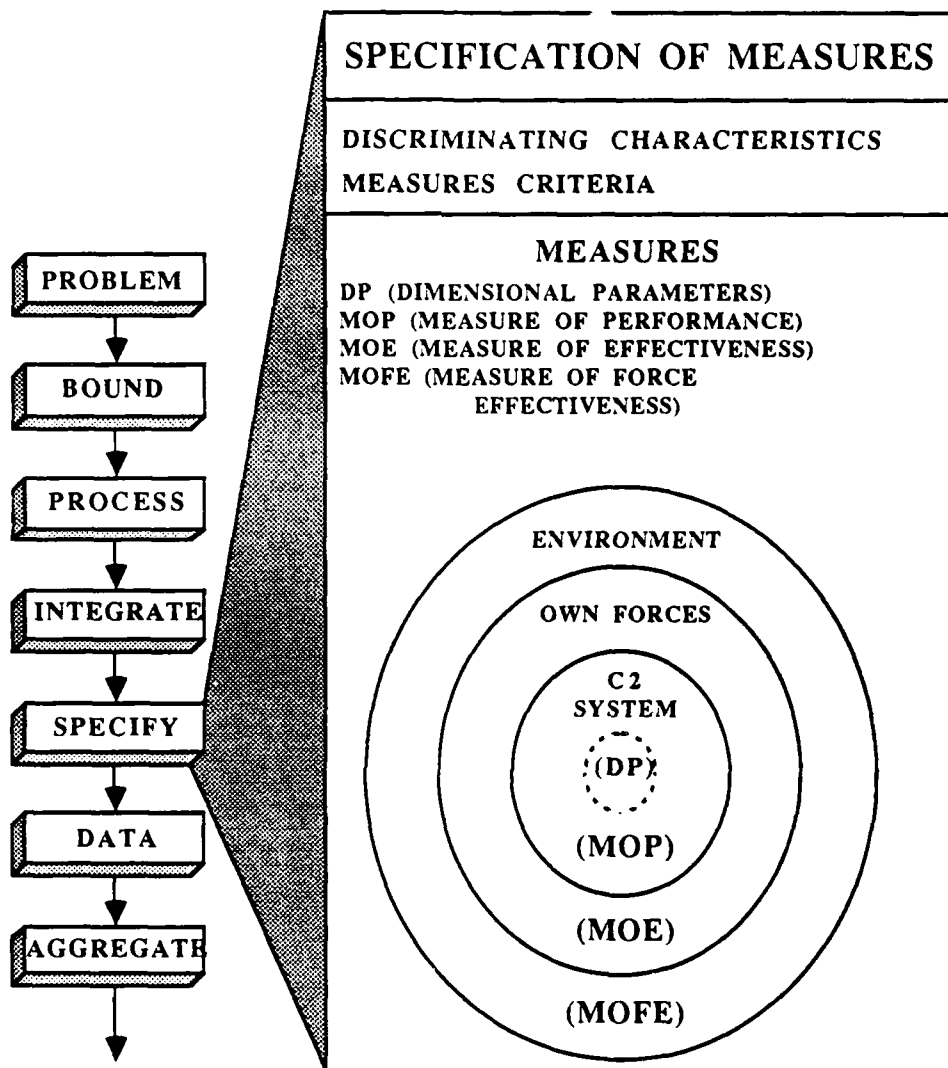 SPECIFICATION OF MEASURES
DISCRIMINATING CHARACTERISTICS
MEASURES CRITERIA
MEASURES
DP (DIMENSIONAL PARAMETERS)
MOP (MEASURE OF PERFORMANCE)
MOE (MEASURE OF EFFECTIVENESS)
MOFE (MEASURE OF FORCE
EFFECTIVENESS)
PROBLEM
BOUND
PROCESS
INTEGRATE
SPECIFY
DATA
AGGREGATE
ENVIRONMENT
OWN FORCES
C2
SYSTEM
(DP)
(MOP)
(MOE)
(MOFE)